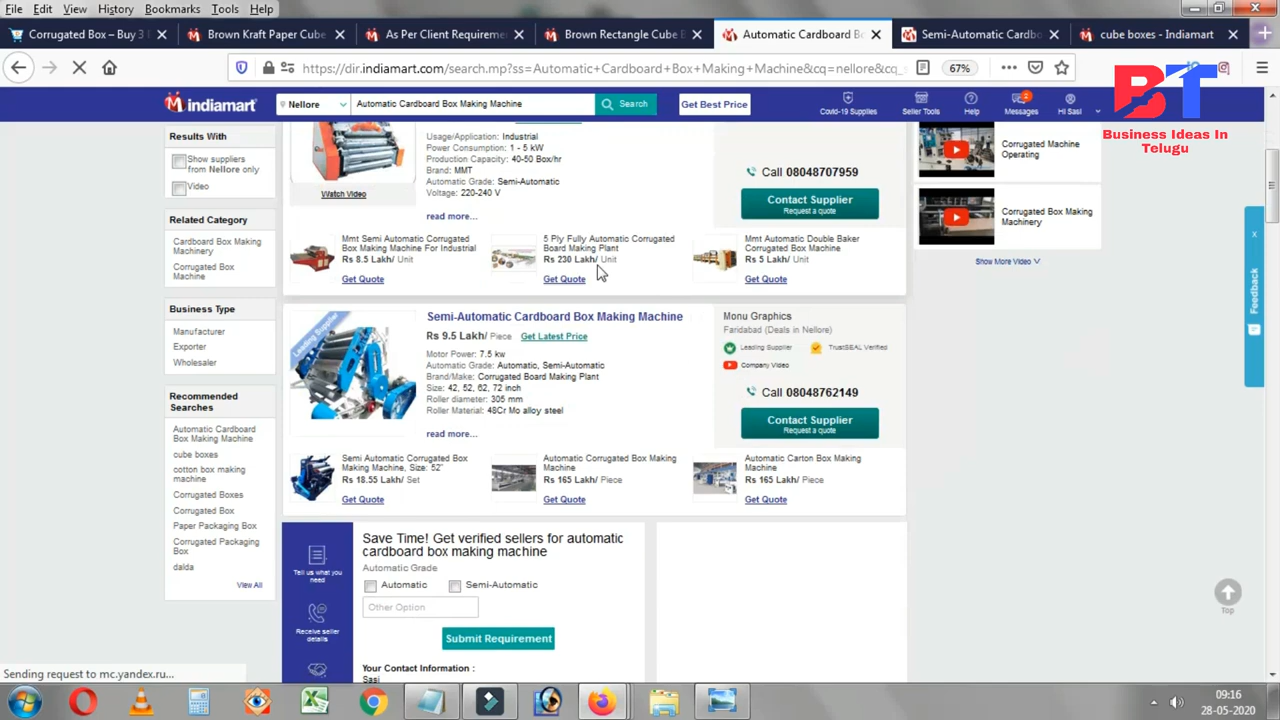 File Edit View History Bookmarks Tools Help
Corrugated Box – Buy 3 Brown Kraft Paper Cube As Per Client Requireme Brown Rectangle Cube B Automatic Cardboard Bo Semi-Automatic Cardbo cube boxes - Indiamart
https://dir.indiamart.com/search.mp?ss=Automatic+Cardboard+Box+Making+Machine&cq=nellore&cq_ 67%
indiamart Nellore Automatic Cardboard Box Making Machine Search Get Best Price Covid-19 Supplies Seller Tools Help Messages Hi Sasi
BT
Business Ideas In
Telugu
Results With
Show suppliers
from Nellore only
Video
Related Category
Cardboard Box Making
Machinery
Corrugated Box
Machine
Business Type
Manufacturer
Exporter
Wholesaler
Recommended
Searches
Automatic Cardboard
Box Making Machine
cube boxes
cotton box making
machine
Corrugated Boxes
Corrugated Box
Paper Packaging Box
Corrugated Packaging
Box
dalda
View All
Watch Video
Usage/Application: Industrial
Power Consumption: 1 - 5 kW
Production Capacity: 40-50 Box/hr
Brand: MMT
Automatic Grade: Semi-Automatic
Voltage: 220-240 V
read more...
Call 08048707959
Contact Supplier
Request a quote
Mmt Semi Automatic Corrugated
Box Making Machine For Industrial
Rs 8.5 Lakh/ Unit
Get Quote
5 Ply Fully Automatic Corrugated
Board Making Plant
Rs 230 Lakh/ Unit
Get Quote
Mmt Automatic Double Baker
Corrugated Box Machine
Rs 5 Lakh/ Unit
Get Quote
Leading Supplier
Semi-Automatic Cardboard Box Making Machine
Rs 9.5 Lakh/ Piece Get Latest Price
Motor Power: 7.5 kw
Automatic Grade: Automatic, Semi-Automatic
Brand/Make: Corrugated Board Making Plant
Size: 42, 52, 62, 72 inch
Roller diameter: 305 mm
Roller Material: 48Cr Mo alloy steel
read more...
Monu Graphics
Faridabad (Deals in Nellore)
Leading Supplier TrustSEAL Verified
Company Video
Call 08048762149
Contact Supplier
Request a quote
Semi Automatic Corrugated Box
Making Machine, Size: 52"
Rs 18.55 Lakh/ Set
Get Quote
Automatic Corrugated Box Making
Machine
Rs 165 Lakh/ Piece
Get Quote
Automatic Carton Box Making
Machine
Rs 165 Lakh/ Piece
Get Quote
Tell us what you
need
Receive seller
details
Save Time! Get verified sellers for automatic
cardboard box making machine
Automatic Grade
Automatic Semi-Automatic
Other Option
Submit Requirement
Your Contact Information :
Sasi
Corrugated Machine
Operating
Corrugated Box Making
Machinery
Show More Video
X
Feedback
Top
Sending request to mc.yandex.ru...
09:16
28-05-2020